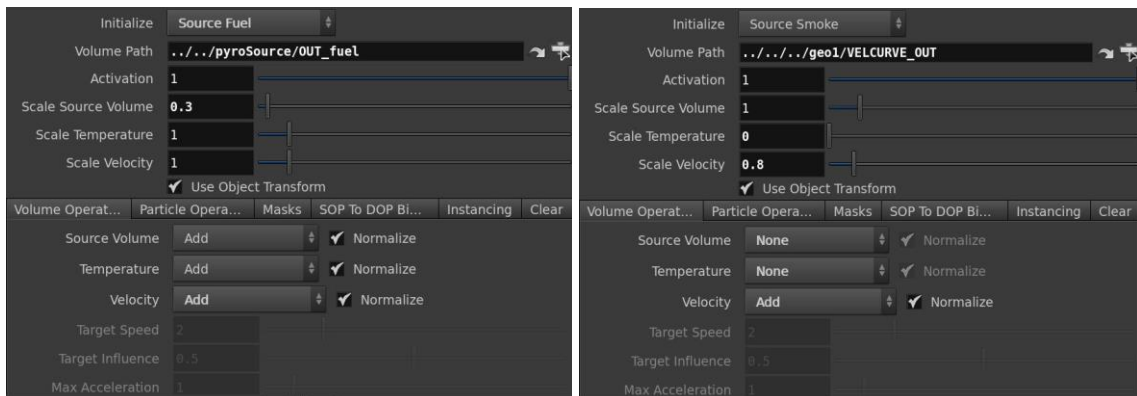 Initialize Source Fuel
Volume Path ../../pyroSource/OUT_fuel
Activation 1
Scale Source Volume 0.3
Scale Temperature 1
Scale Velocity 1
Use Object Transform
Volume Operat... Particle Opera... Masks SOP To DOP Bi... Instancing Clear
Source Volume Add Normalize
Temperature Add Normalize
Velocity Add Normalize
Target Speed 2
Target Influence 0.5
Max Acceleration 1
Initialize Source Smoke
Volume Path ../../../geo1/VELCURVE_OUT
Activation 1
Scale Source Volume 1
Scale Temperature 0
Scale Velocity 0.8
Use Object Transform
Volume Operat... Particle Opera... Masks SOP To DOP Bi... Instancing Clear
Source Volume None Normalize
Temperature None Normalize
Velocity Add Normalize
Target Speed 2
Target Influence 0.5
Max Acceleration 1